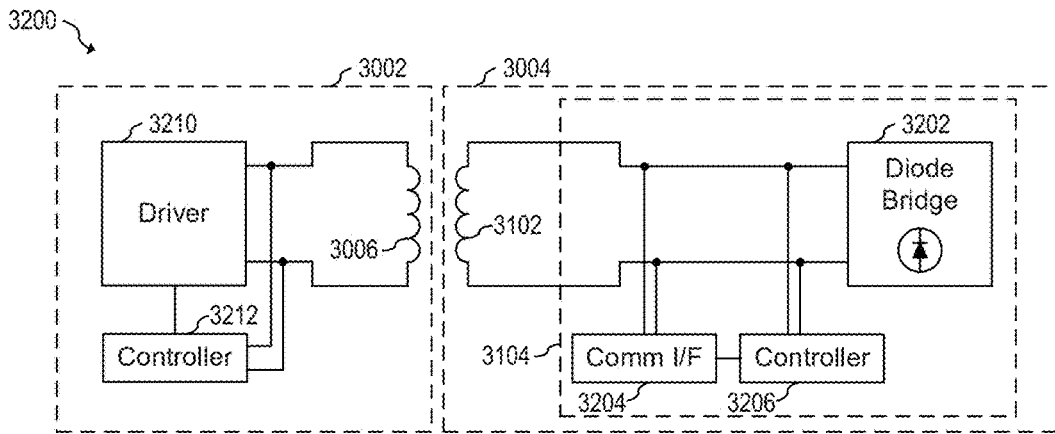 3200
3002
3004
3210
Driver
3006
3102
3202
Diode
Bridge
3212
Controller
3104
Comm I/F
3204
Controller
3206